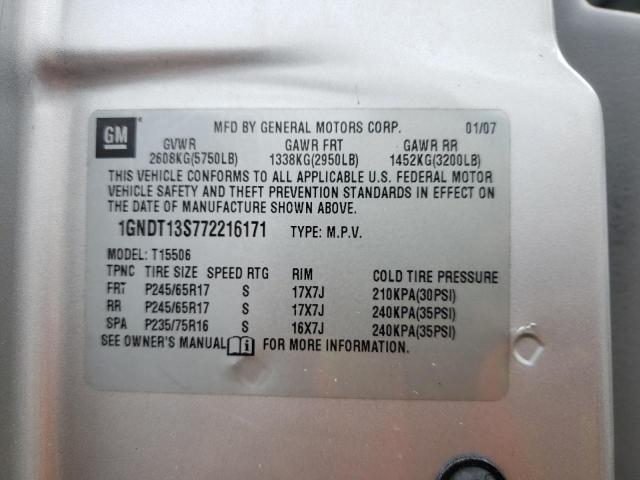 GM
MFD BY GENERAL MOTORS CORP. 01/07
GVWR GAWR FRT GAWR RR
2608KG(5750LB) 1338KG(2950LB) 1452KG(3200LB)
THIS VEHICLE CONFORMS TO ALL APPLICABLE U.S. FEDERAL MOTOR
VEHICLE SAFETY AND THEFT PREVENTION STANDARDS IN EFFECT ON
THE DATE OF MANUFACTURE SHOWN ABOVE.
1GNDT13S772216171 TYPE: M.P.V.
MODEL: T15506
TPNC TIRE SIZE SPEED RTG RIM COLD TIRE PRESSURE
FRT P245/65R17 S 17X7J 210KPA(30PSI)
RR P245/65R17 S 17X7J 240KPA(35PSI)
SPA P235/75R16 S 16X7J 240KPA(35PSI)
SEE OWNER'S MANUAL FOR MORE INFORMATION.